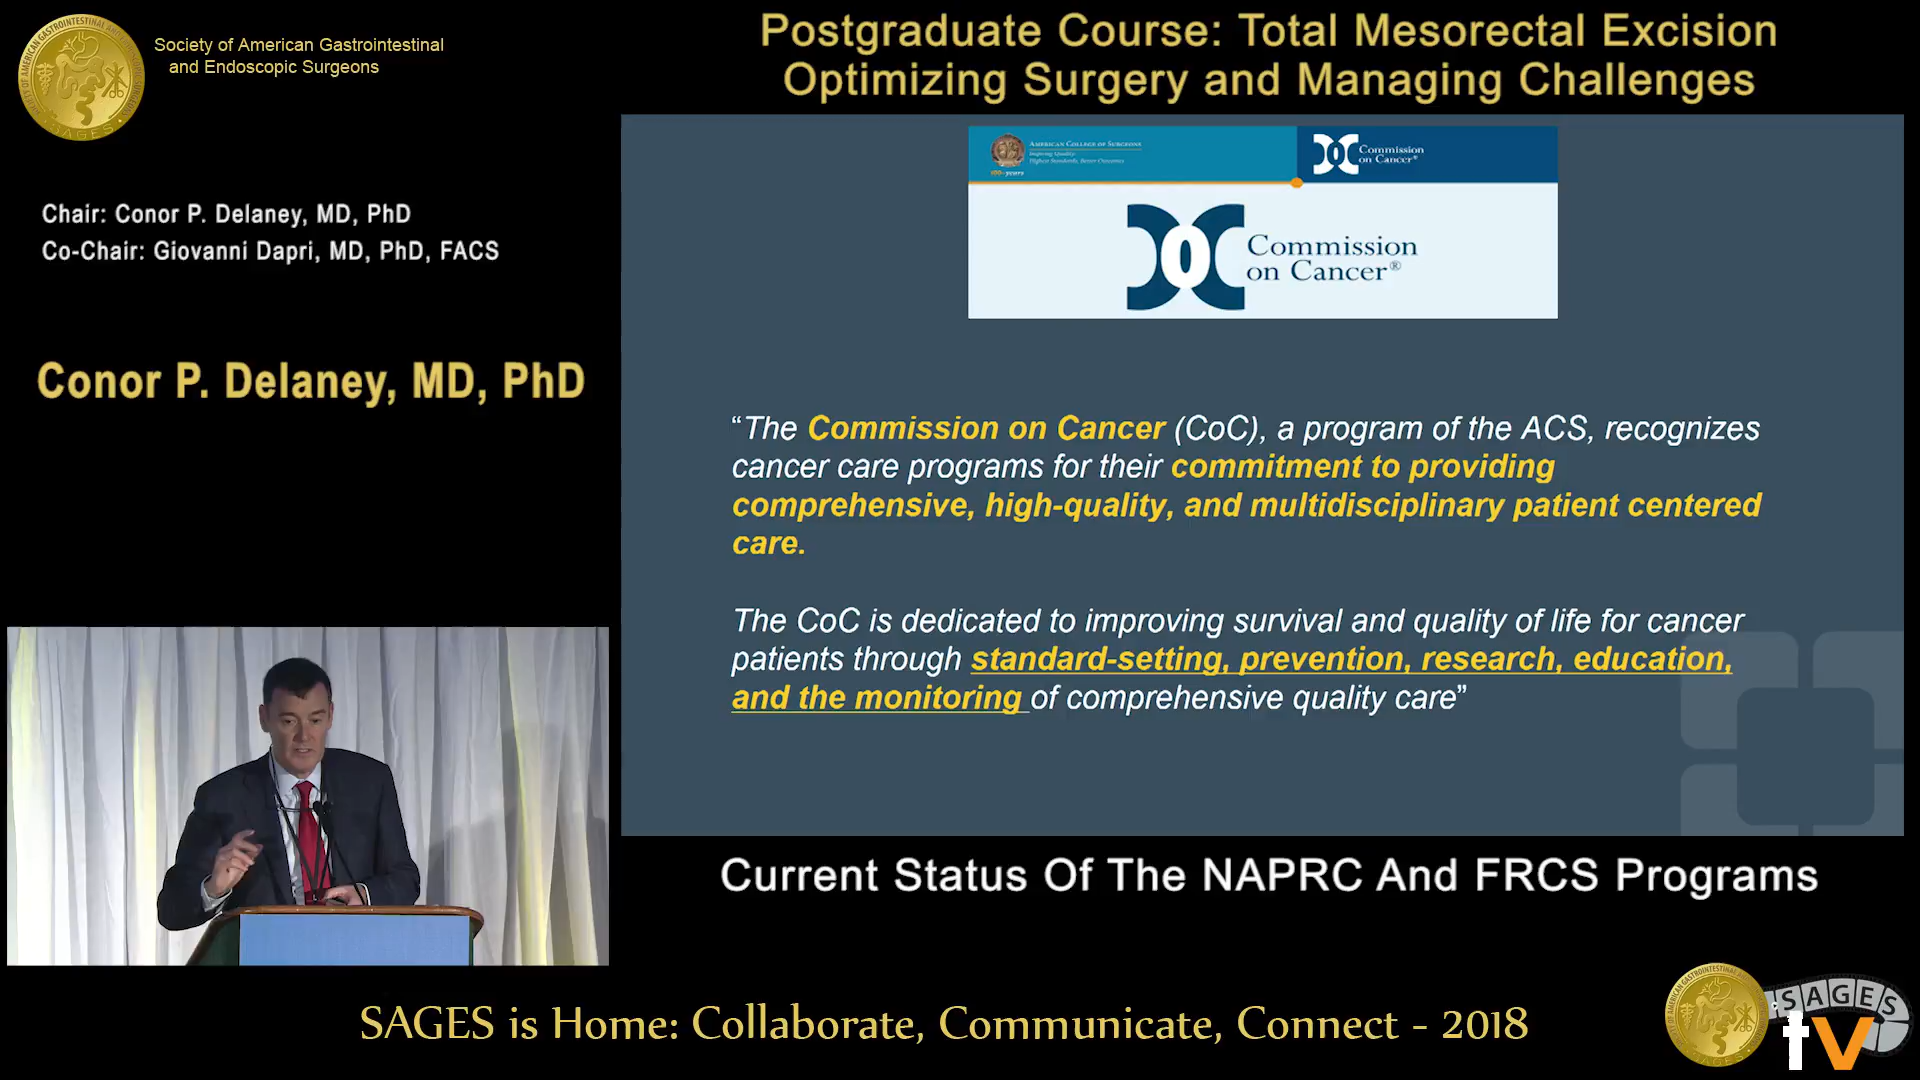 Society of American Gastrointestinal
and Endoscopic Surgeons
Postgraduate Course: Total Mesorectal Excision
Optimizing Surgery and Managing Challenges
Chair: Conor P. Delaney, MD, PhD
Co-Chair: Giovanni Dapri, MD, PhD, FACS
Conor P. Delaney, MD, PhD
AMERICAN COLLEGE OF SURGEONS
Inspiring Quality:
Highest Standards, Better Outcomes
100+years
Commission
on Cancer®
Commission
on Cancer®
“The Commission on Cancer (CoC), a program of the ACS, recognizes
cancer care programs for their commitment to providing
comprehensive, high-quality, and multidisciplinary patient centered
care.
The CoC is dedicated to improving survival and quality of life for cancer
patients through standard-setting, prevention, research, education,
and the monitoring of comprehensive quality care”
Current Status Of The NAPRC And FRCS Programs
SAGES is Home: Collaborate, Communicate, Connect - 2018
SAGES
tv